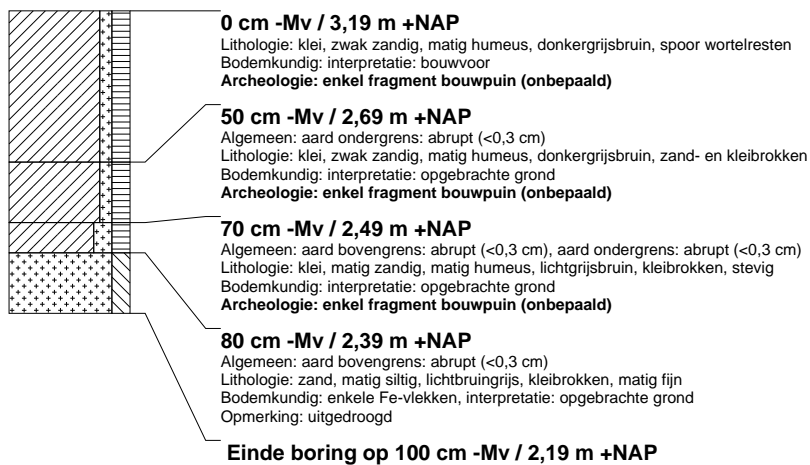 0 cm -Mv / 3,19 m +NAP
Lithologie: klei, zwak zandig, matig humeus, donkergrijsbruin, spoor wortelresten
Bodemkundig: interpretatie: bouwvoor
Archeologie: enkel fragment bouwpuin (onbepaald)
50 cm -Mv / 2,69 m +NAP
Algemeen: aard ondergrens: abrupt (<0,3 cm)
Lithologie: klei, zwak zandig, matig humeus, donkergrijsbruin, zand- en kleibrokken
Bodemkundig: interpretatie: opgebrachte grond
Archeologie: enkel fragment bouwpuin (onbepaald)
70 cm -Mv / 2,49 m +NAP
Algemeen: aard bovengrens: abrupt (<0,3 cm), aard ondergrens: abrupt (<0,3 cm)
Lithologie: klei, matig zandig, matig humeus, lichtgrijsbruin, kleibrokken, stevig
Bodemkundig: interpretatie: opgebrachte grond
Archeologie: enkel fragment bouwpuin (onbepaald)
80 cm -Mv / 2,39 m +NAP
Algemeen: aard bovengrens: abrupt (<0,3 cm)
Lithologie: zand, matig siltig, lichtbruingrijs, kleibrokken, matig fijn
Bodemkundig: enkele Fe-vlekken, interpretatie: opgebrachte grond
Opmerking: uitgedroogd
Einde boring op 100 cm -Mv / 2,19 m +NAP